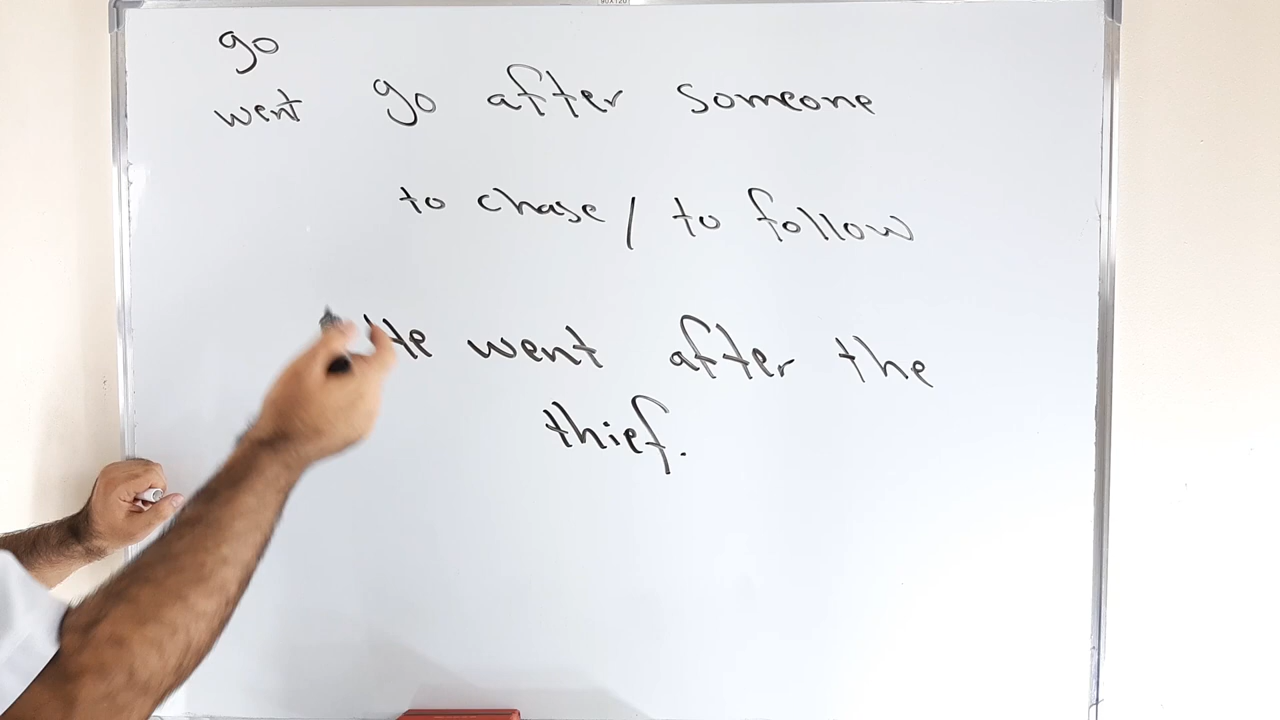 go
went
go after someone
to chase / to follow
He went after the
thief.